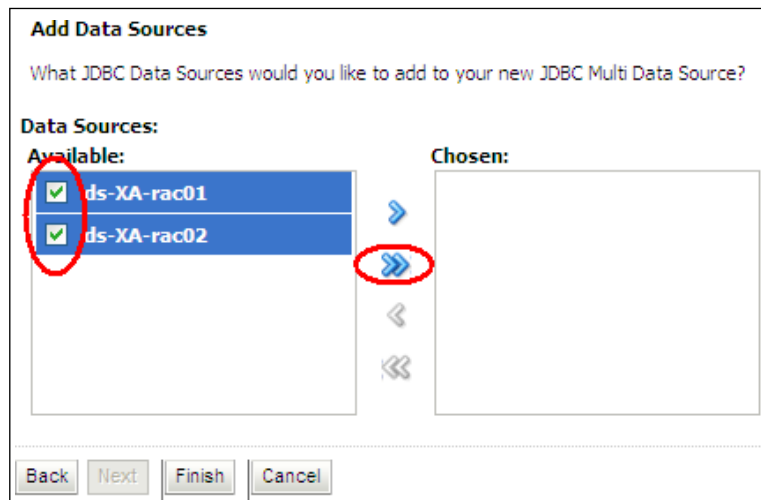 Add Data Sources
What JDBC Data Sources would you like to add to your new JDBC Multi Data Source?
Data Sources:
Available:
Chosen:
ds-XA-rac01
ds-XA-rac02
Back Next Finish Cancel